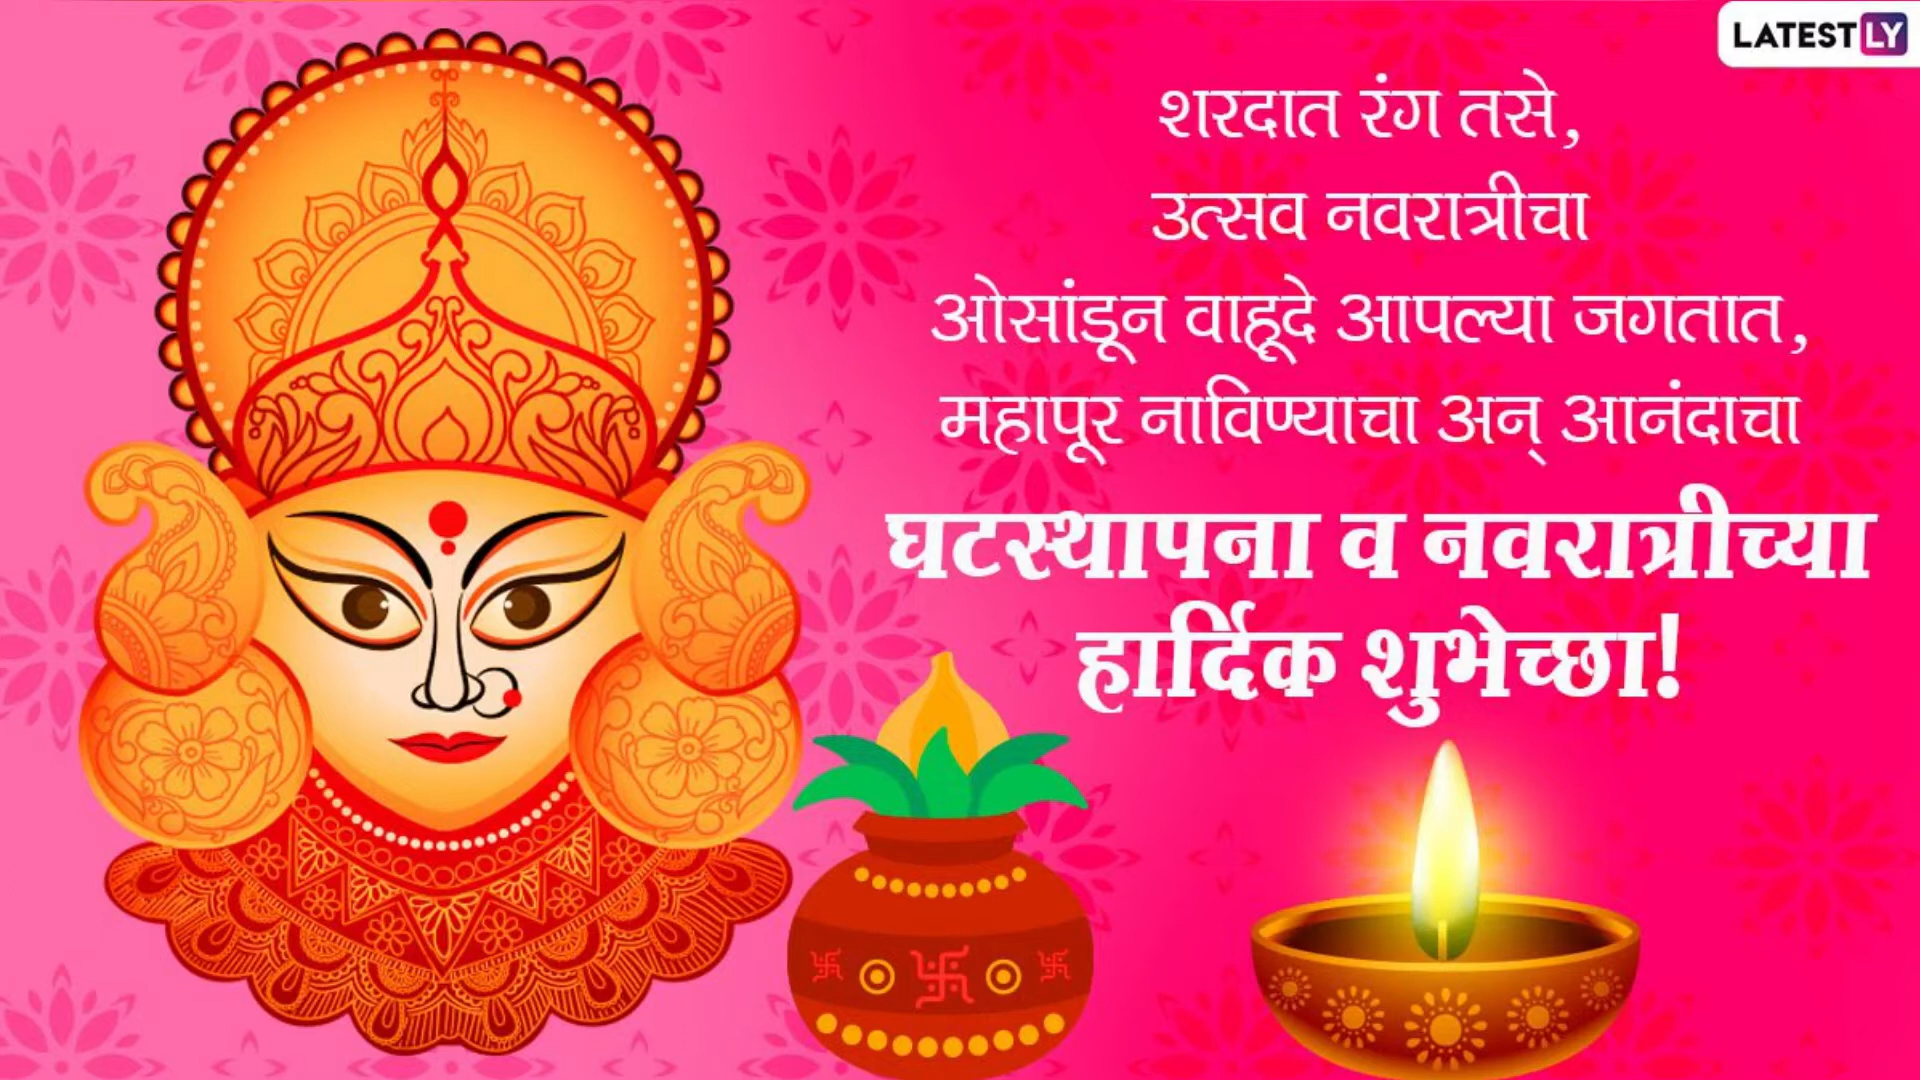 LATESTLY
शरदात रंग तसे,
उत्सव नवरात्रीचा
ओसांडून वाहूदे आपल्या जगतात,
महापूर नाविण्याचा अन् आनंदाचा
घटस्थापना व नवरात्रीच्या
हार्दिक शुभेच्छा!